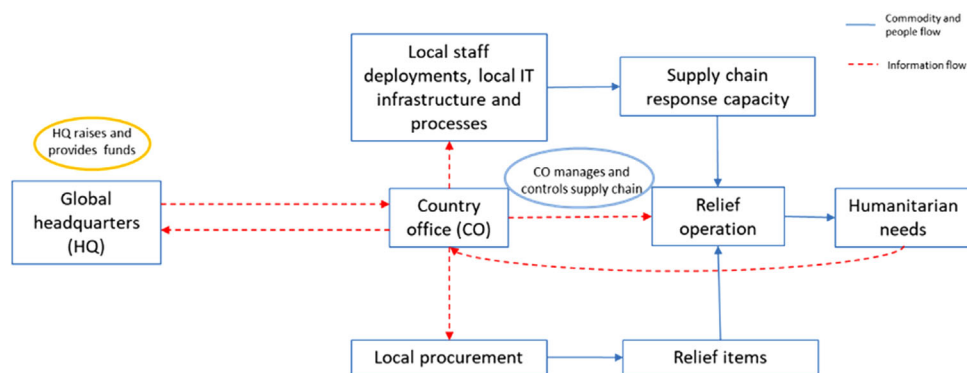 Commodity and
people flow
Information flow
Local staff
deployments, local IT
infrastructure and
processes
Supply chain
response capacity
HQ raises and
provides funds
CO manages and
controls supply chain
Global
headquarters
(HQ)
Country
office (CO)
Relief
operation
Humanitarian
needs
Local procurement
Relief items